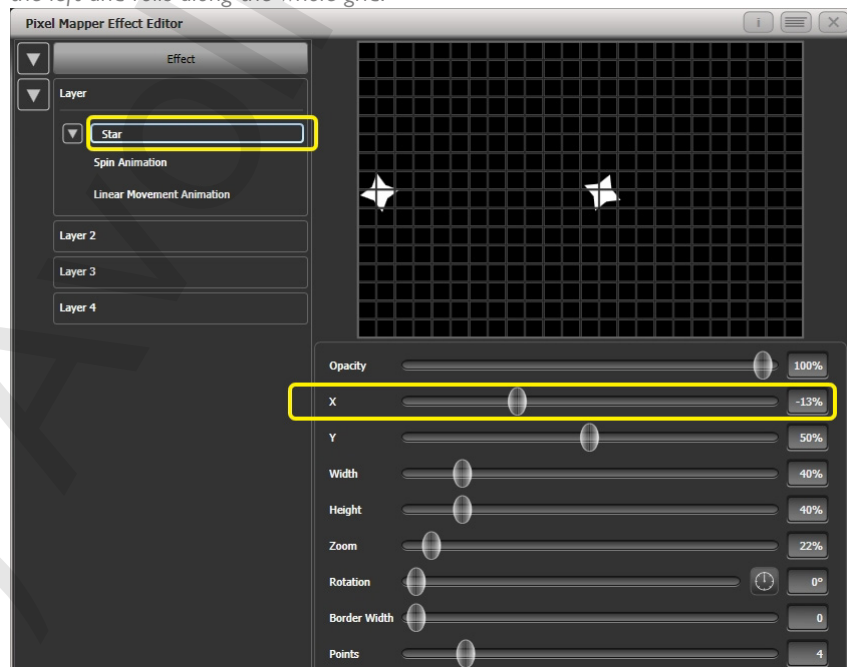 the left and rolls along the whole grid.
Pixel Mapper Effect Editor
i
Effect
Layer
Star
Spin Animation
Linear Movement Animation
Layer 2
Layer 3
Layer 4
Opacity 100%
X -13%
Y 50%
Width 40%
Height 40%
Zoom 22%
Rotation 0°
Border Width 0
Points 4